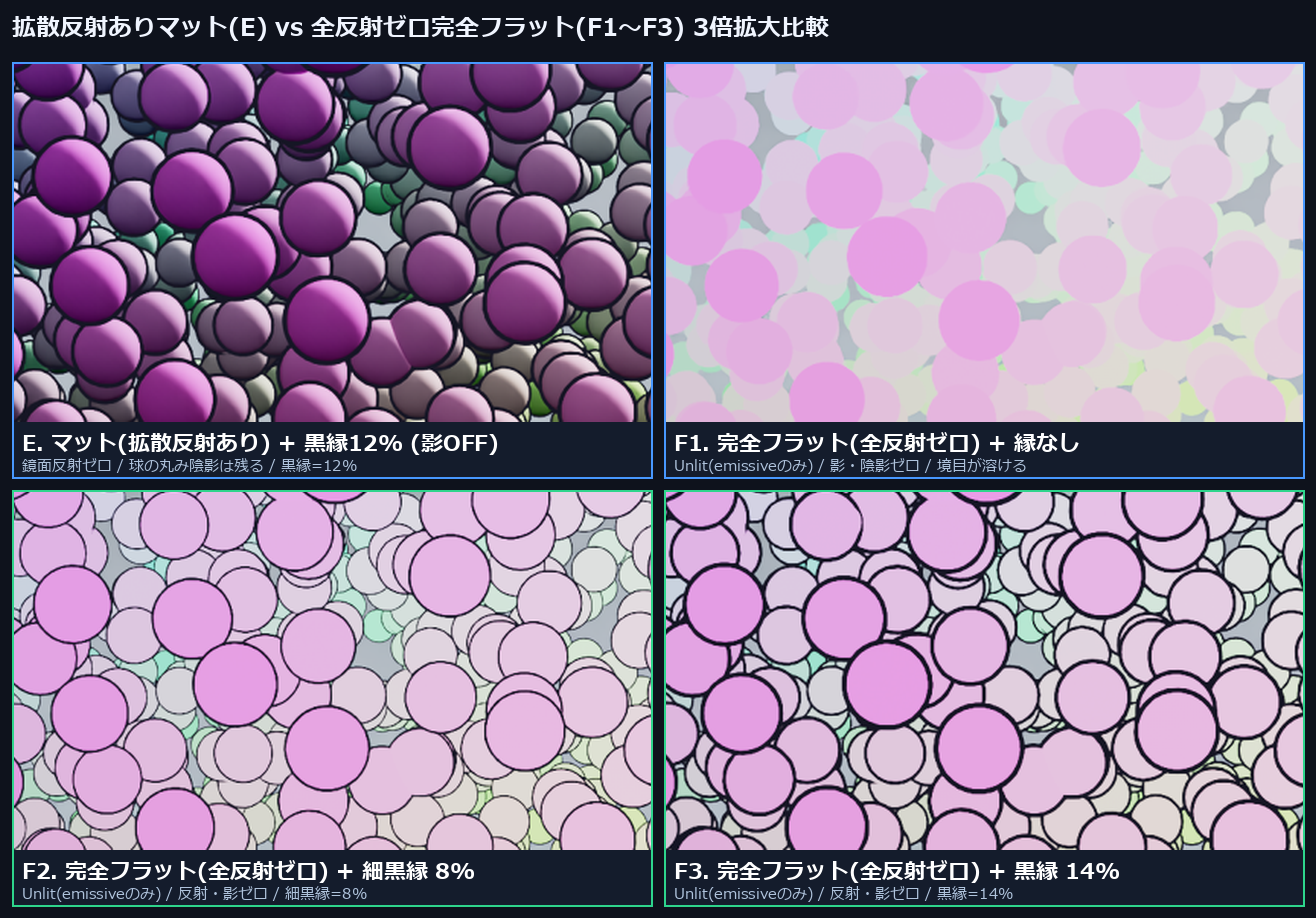 拡散反射ありマット(E) vs 全反射ゼロ完全フラット(F1〜F3) 3倍拡大比較
E. マット(拡散反射あり) + 黒縁12% (影OFF)
鏡面反射ゼロ / 球の丸み陰影は残る / 黒縁=12%
F1. 完全フラット(全反射ゼロ) + 縁なし
Unlit(emissiveのみ) / 影・陰影ゼロ / 境目が溶ける
F2. 完全フラット(全反射ゼロ) + 細黒縁 8%
Unlit(emissiveのみ) / 反射・影ゼロ / 細黒縁=8%
F3. 完全フラット(全反射ゼロ) + 黒縁 14%
Unlit(emissiveのみ) / 反射・影ゼロ / 黒縁=14%